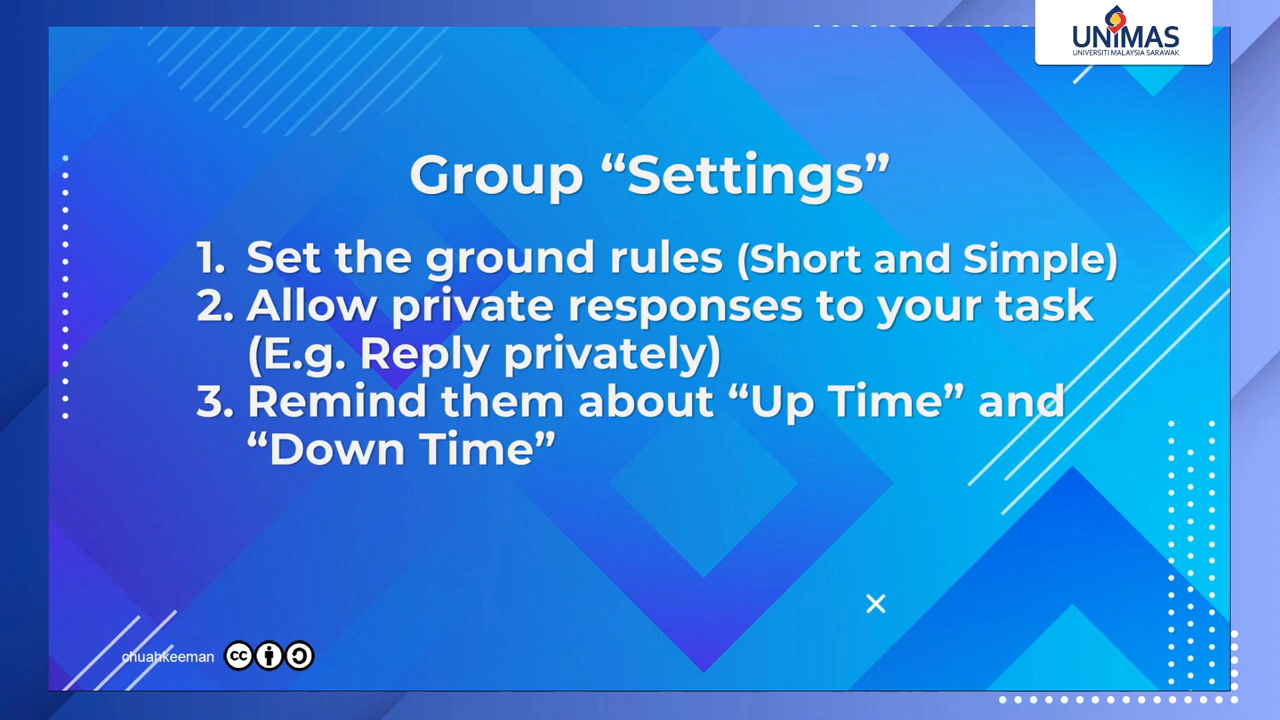 UNIMAS
UNIVERSITI MALAYSIA SARAWAK
Group “Settings”
1. Set the ground rules (Short and Simple)
2. Allow private responses to your task
(E.g. Reply privately)
3. Remind them about “Up Time” and
“Down Time”
chuahkeeman cc